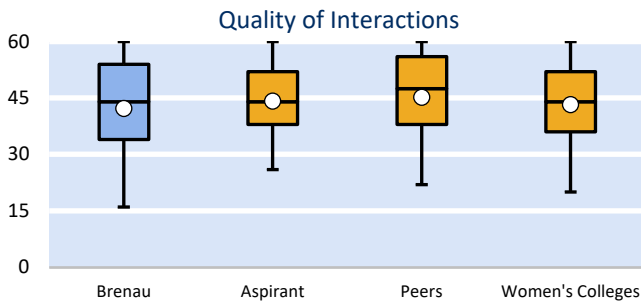 Quality of Interactions
60
45
30
15
0
Brenau Aspirant Peers Women's Colleges